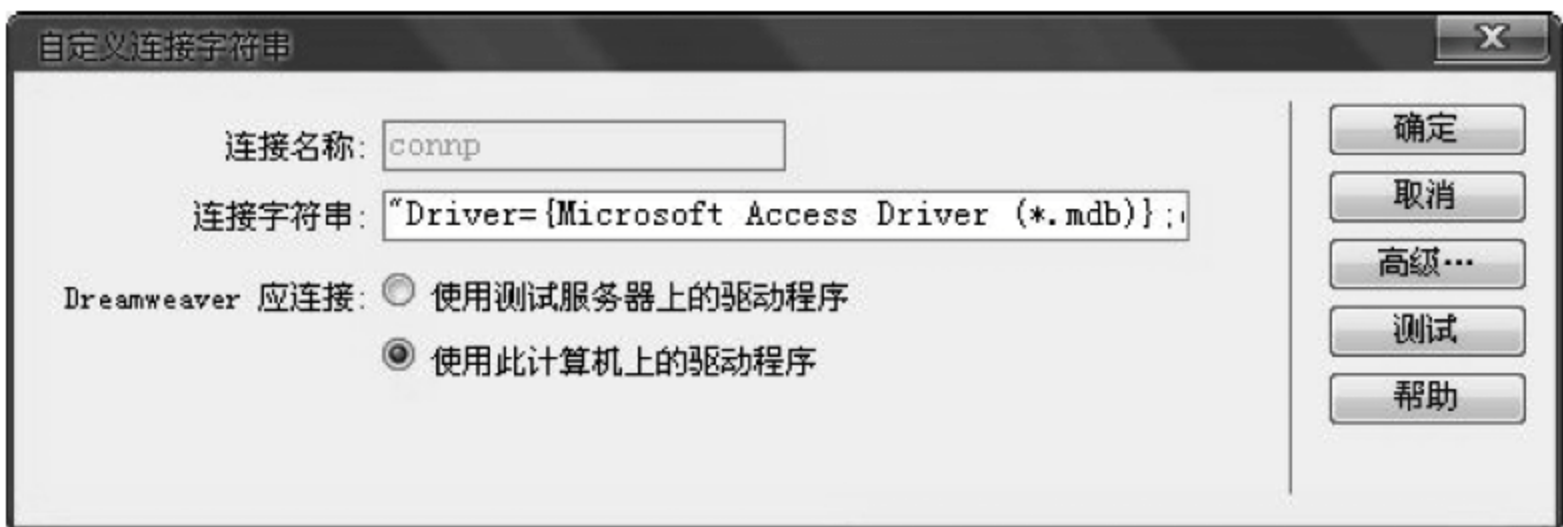 自定义连接字符串
连接名称: connp
连接字符串: "Driver={Microsoft Access Driver (*.mdb)};
Dreamweaver 应连接: 使用测试服务器上的驱动程序
使用此计算机上的驱动程序
确定
取消
高级…
测试
帮助